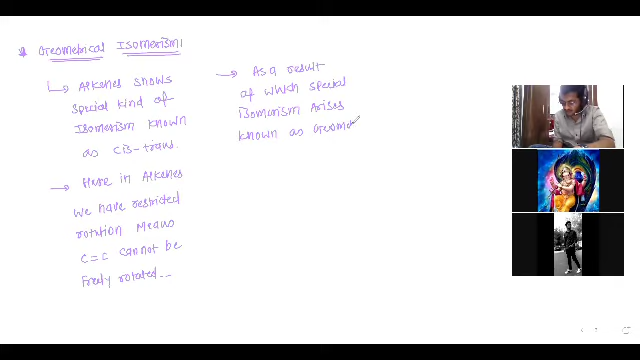 Geometrical Isomerism
→ Alkenes shows
special kind of
Isomerism known
as cis-trans.
→ Here in Alkenes
we have restricted
rotation Means
C=C cannot be
Freely rotated ---
→ As a result
of which special
isomerism Arises
known as Geomet